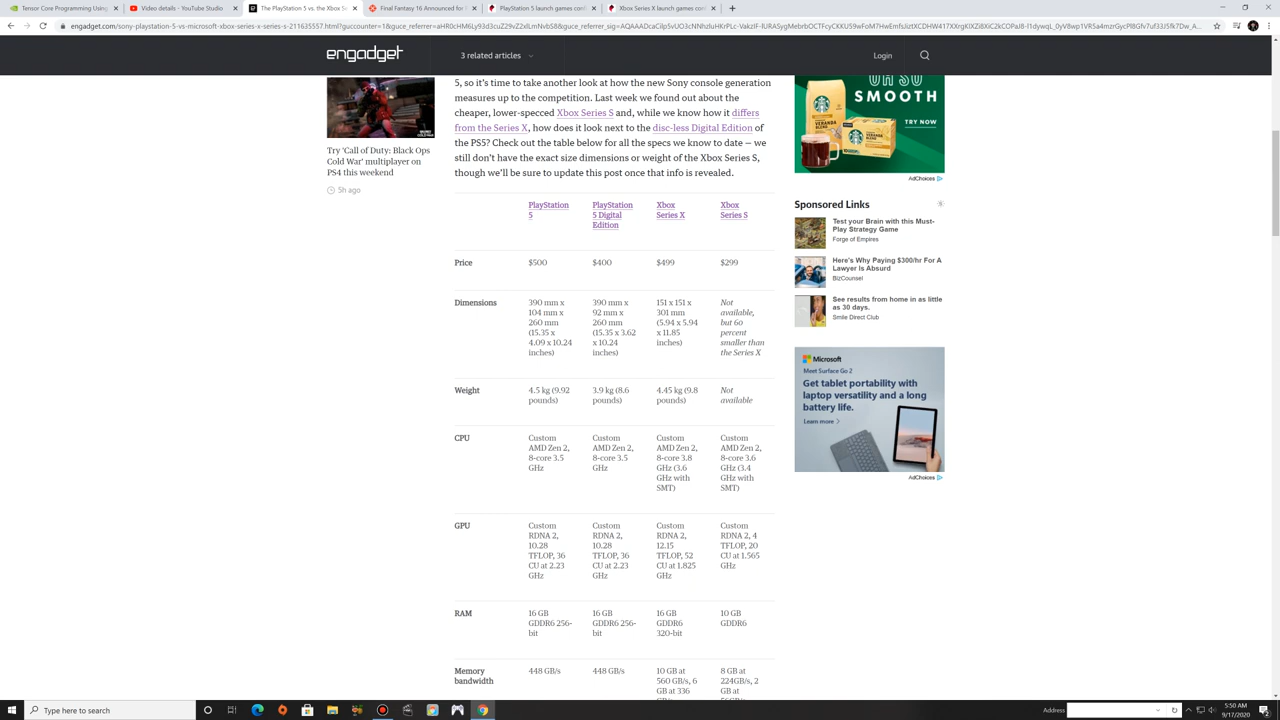 Tensor Core Programming Using
Video details - YouTube Studio
The PlayStation 5 vs. the Xbox Se
Final Fantasy 16 Announced for
PlayStation 5 launch games con
Xbox Series X launch games con
engadget
3 related articles
Login
Try 'Call of Duty: Black Ops
Cold War' multiplayer on
PS4 this weekend
5h ago
5, so it's time to take another look at how the new Sony console generation
measures up to the competition. Last week we found out about the
cheaper, lower-specced Xbox Series S and, while we know how it differs
from the Series X, how does it look next to the disc-less Digital Edition of
the PS5? Check out the table below for all the specs we know to date — we
still don't have the exact size dimensions or weight of the Xbox Series S,
though we'll be sure to update this post once that info is revealed.
PlayStation
5
PlayStation
5 Digital
Edition
Xbox
Series X
Xbox
Series S
Price
$500
$400
$499
$299
Dimensions
390 mm x
104 mm x
260 mm
(15.35 x
4.09 x 10.24
inches)
390 mm x
92 mm x
260 mm
(15.35 x 3.62
x 10.24
inches)
151 x 151 x
301 mm
(5.94 x 5.94
x 11.85
inches)
Not
available,
but 60
percent
smaller than
the Series X
Weight
4.5 kg (9.92
pounds)
3.9 kg (8.6
pounds)
4.45 kg (9.8
pounds)
Not
available
CPU
Custom
AMD Zen 2,
8-core 3.5
GHz
Custom
AMD Zen 2,
8-core 3.5
GHz
Custom
AMD Zen 2,
8-core 3.8
GHz (3.6
GHz with
SMT)
Custom
AMD Zen 2,
8-core 3.6
GHz (3.4
GHz with
SMT)
GPU
Custom
RDNA 2,
10.28
TFLOP, 36
CU at 2.23
GHz
Custom
RDNA 2,
10.28
TFLOP, 36
CU at 2.23
GHz
Custom
RDNA 2,
12.15
TFLOP, 52
CU at 1.825
GHz
Custom
RDNA 2, 4
TFLOP, 20
CU at 1.565
GHz
RAM
16 GB
GDDR6 256-
bit
16 GB
GDDR6 256-
bit
16 GB
GDDR6
320-bit
10 GB
GDDR6
Memory
bandwidth
448 GB/s
448 GB/s
10 GB at
560 GB/s, 6
GB at 336
8 GB at
224GB/s, 2
GB at
OH SO
SMOOTH
TRY NOW
AdChoices
Sponsored Links
Test your Brain with this Must-
Play Strategy Game
Forge of Empires
Here's Why Paying $300/hr For A
Lawyer Is Absurd
BizCounsel
See results from home in as little
as 30 days.
Smile Direct Club
Microsoft
Meet Surface Go 2
Get tablet portability with
laptop versatility and a long
battery life.
Learn more
AdChoices
Type here to search
Address
5:50 AM
9/17/2020